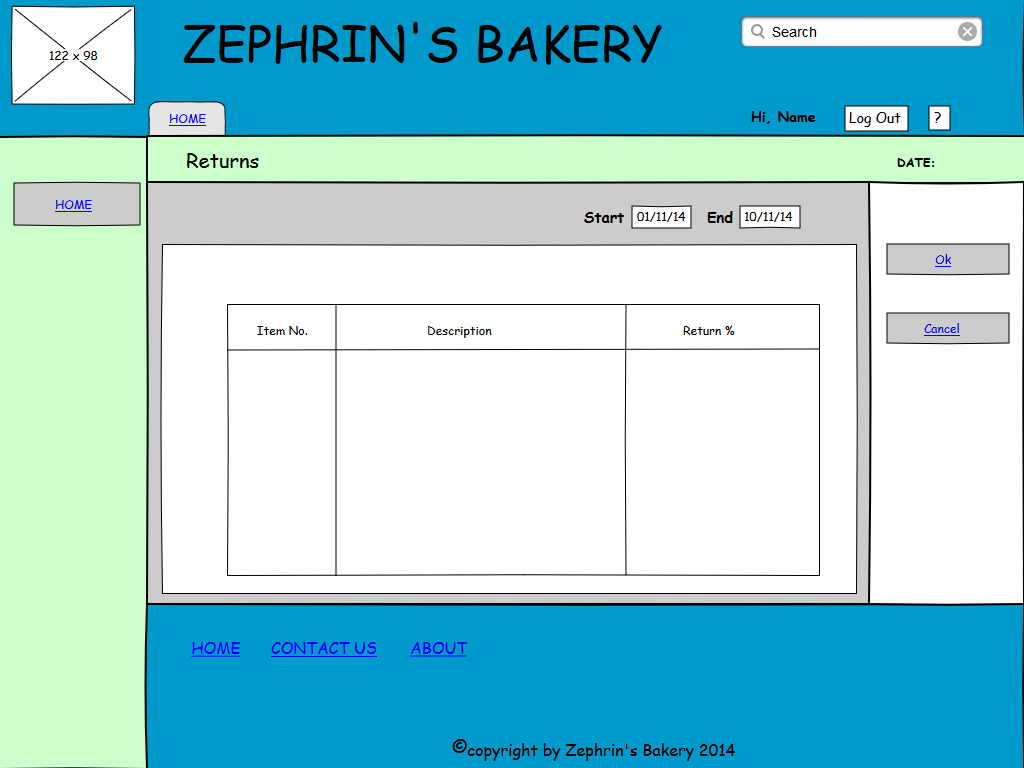 122 x 98
ZEPHRIN'S BAKERY
Search
HOME
Hi, Name
Log Out
?
Returns
DATE:
HOME
Start 01/11/14 End 10/11/14
Ok
Item No. Description Return %
Cancel
HOME CONTACT US ABOUT
©copyright by Zephrin's Bakery 2014